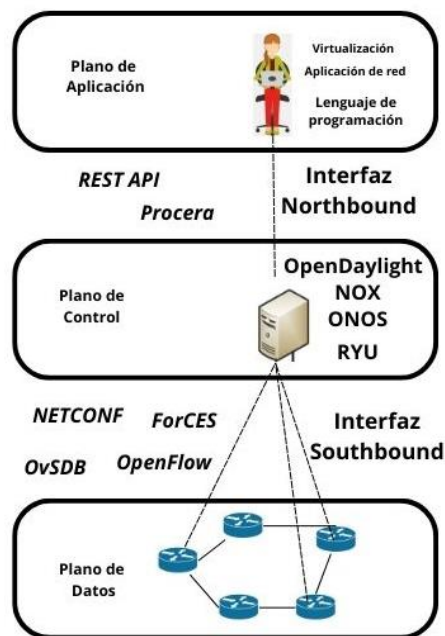 Plano de
Aplicación
Virtualización
Aplicación de red
Lenguaje de
programación
REST API
Procera
Interfaz
Northbound
Plano de
Control
OpenDaylight
NOX
ONOS
RYU
NETCONF
ForCES
OvSDB
OpenFlow
Interfaz
Southbound
Plano de
Datos